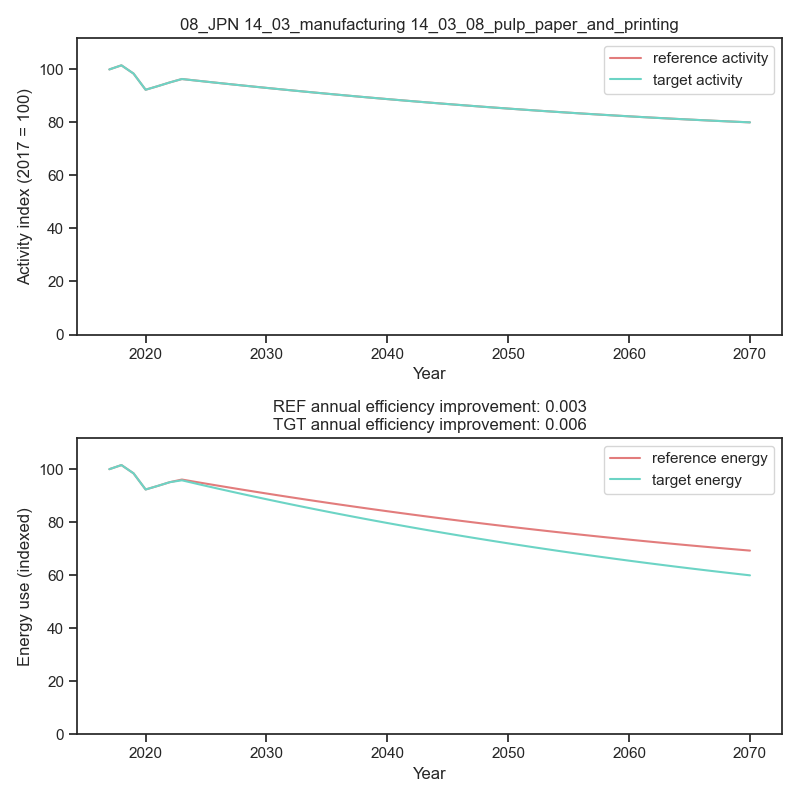 08_JPN 14_03_manufacturing 14_03_08_pulp_paper_and_printing
Activity index (2017 = 100)
100
80
60
40
20
0
reference activity
target activity
2020 2030 2040 2050 2060 2070
Year
REF annual efficiency improvement: 0.003
TGT annual efficiency improvement: 0.006
Energy use (indexed)
100
80
60
40
20
0
reference energy
target energy
2020 2030 2040 2050 2060 2070
Year